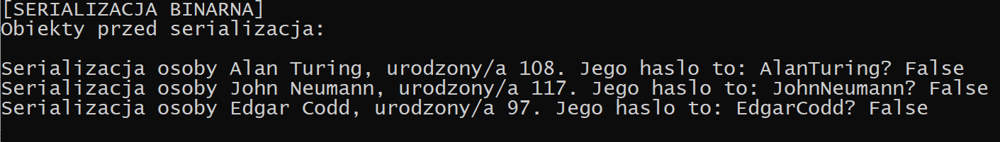 [SERIALIZACJA BINARNA]
Obiekty przed serializacja:
Serializacja osoby Alan Turing, urodzony/a 108. Jego haslo to: AlanTuring? False
Serializacja osoby John Neumann, urodzony/a 117. Jego haslo to: JohnNeumann? False
Serializacja osoby Edgar Codd, urodzony/a 97. Jego haslo to: EdgarCodd? False